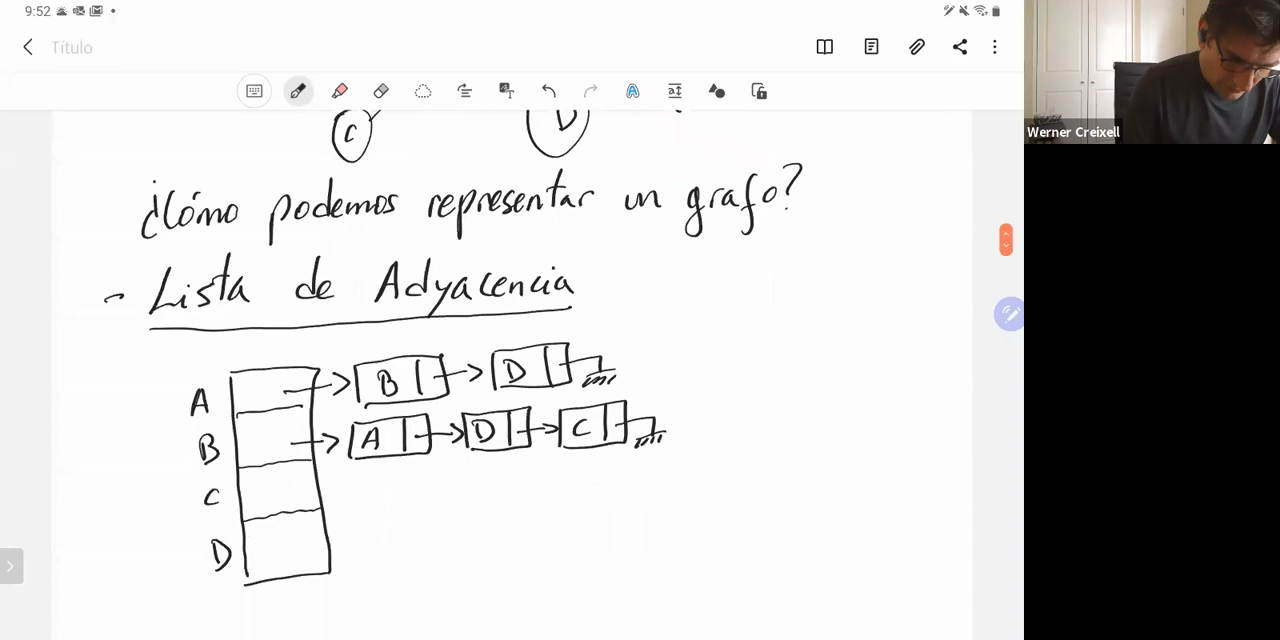 9:52
Título
Werner Creixell
C D
¿Cómo podemos representar un grafo?
- Lista de Adyacencia
A B D
B A D C
C
D